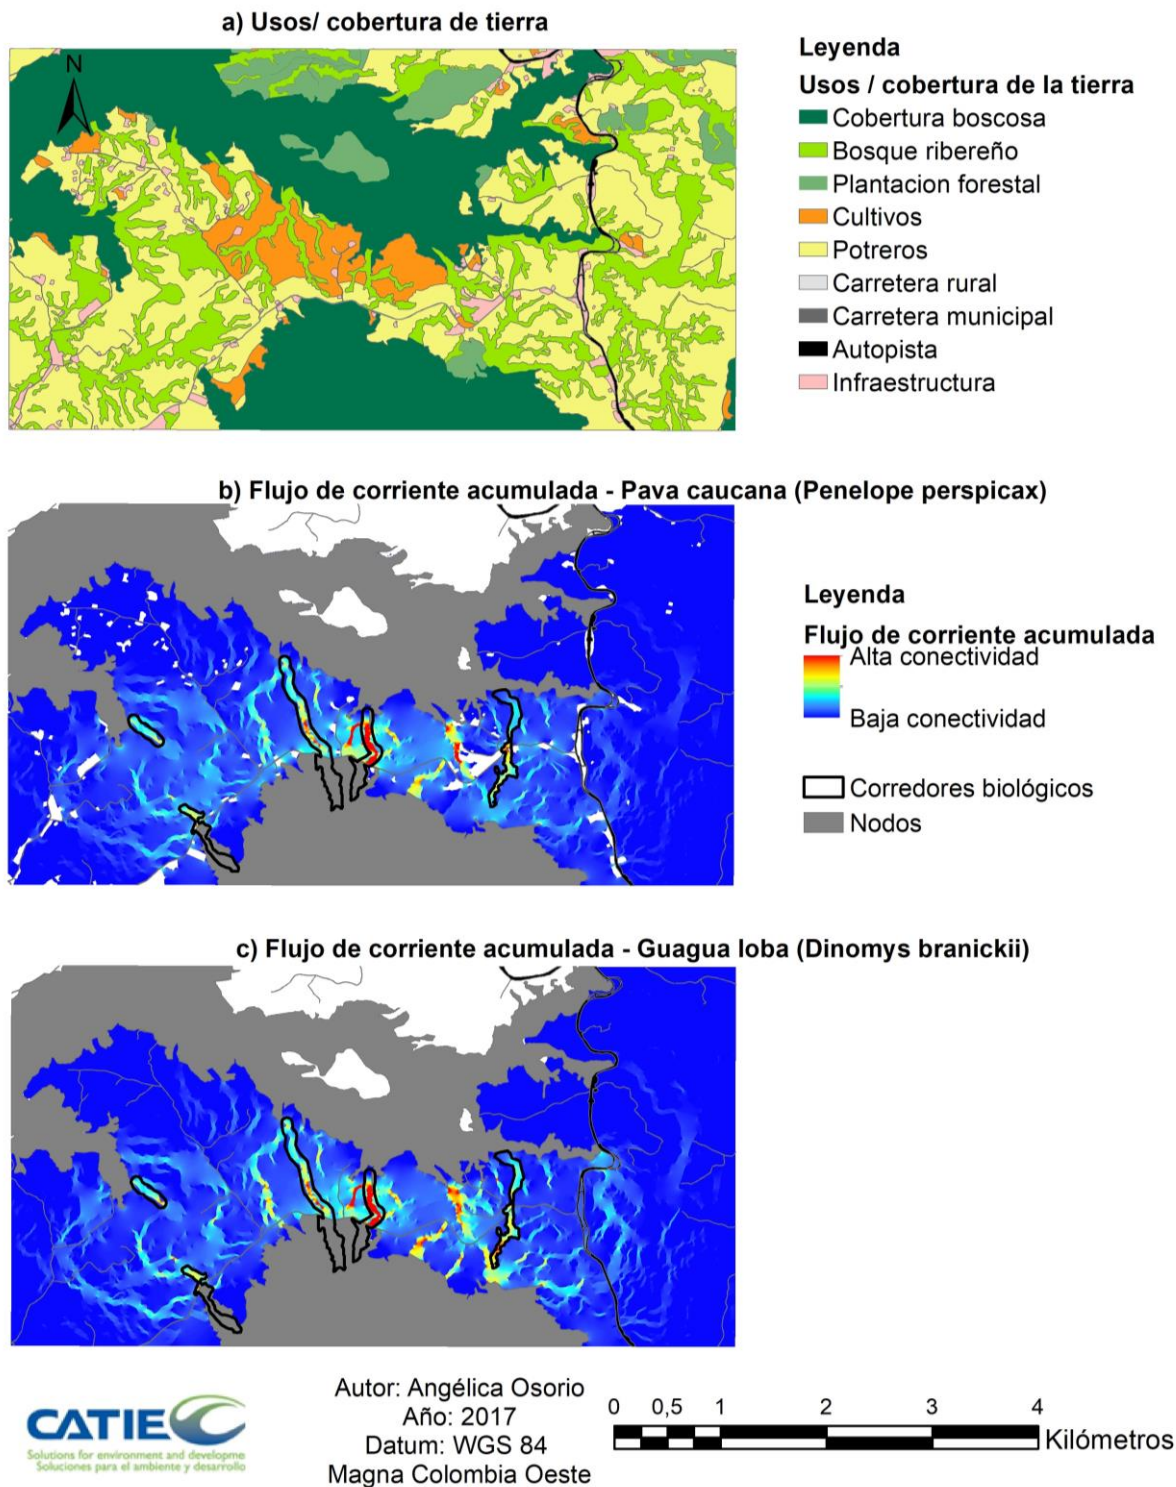 a) Usos/ cobertura de tierra
N
Leyenda
Usos / cobertura de la tierra
Cobertura boscosa
Bosque ribereño
Plantacion forestal
Cultivos
Potreros
Carretera rural
Carretera municipal
Autopista
Infraestructura
b) Flujo de corriente acumulada - Pava caucana (Penelope perspicax)
Leyenda
Flujo de corriente acumulada
Alta conectividad
Baja conectividad
Corredores biológicos
Nodos
c) Flujo de corriente acumulada - Guagua loba (Dinomys branickii)
CATIE
Solutions for environment and developme
Soluciones para el ambiente y desarrollo
Autor: Angélica Osorio
Año: 2017
Datum: WGS 84
Magna Colombia Oeste
0 0,5 1 2 3 4
Kilómetros